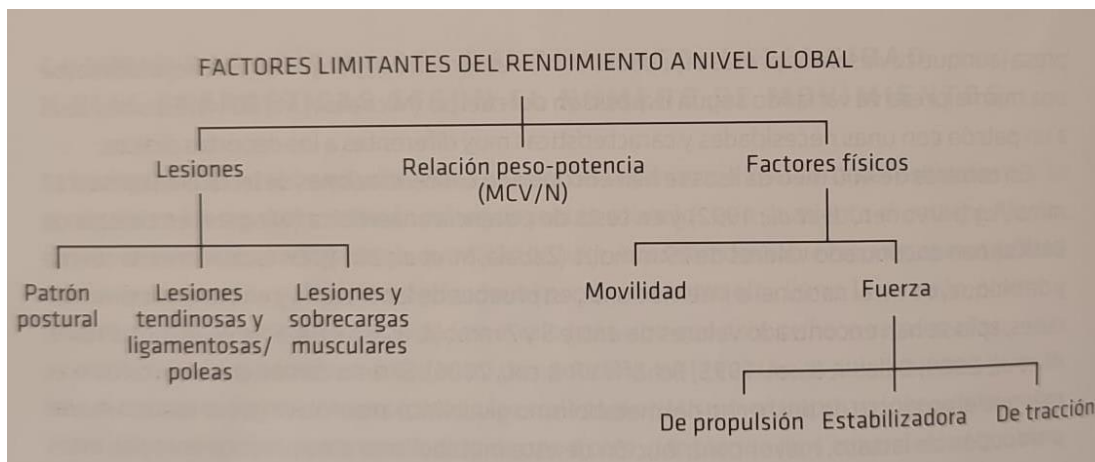 FACTORES LIMITANTES DEL RENDIMIENTO A NIVEL GLOBAL
Lesiones
Relación peso-potencia
(MCV/N)
Factores físicos
Patrón
postural
Lesiones
tendinosas y
ligamentosas/
poleas
Lesiones y
sobrecargas
musculares
Movilidad
Fuerza
De propulsión
Estabilizadora
De tracción